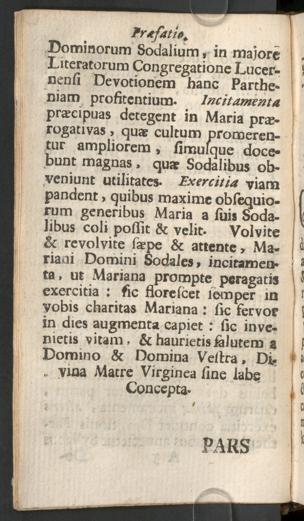 Præfatio.
Dominorum Sodalium, in majore
Literatorum Congregatione Lucer-
nensi Devotionem hanc Parthe-
niam profitentium. Incitamenta
præcipuas detegent in Maria præ-
rogativas, quæ cultum promeren-
tur ampliorem, simulque doce-
bunt magnas, quæ Sodalibus ob-
veniunt utilitates. Exercitia viam
pandent, quibus maxime obsequio-
rum generibus Maria a suis Soda-
libus coli possit & velit. Volvite
& revolvite sæpe & attente, Ma-
riani Domini Sodales, incitamen-
ta, ut Mariana prompte peragatis
exercitia: sic florescet semper in
vobis charitas Mariana: sic fervor
in dies augmenta capiet: sic inve-
nietis vitam, & haurietis salutem a
Domino & Domina Vestra, Di-
vina Matre Virginea sine labe
Concepta.
PARS